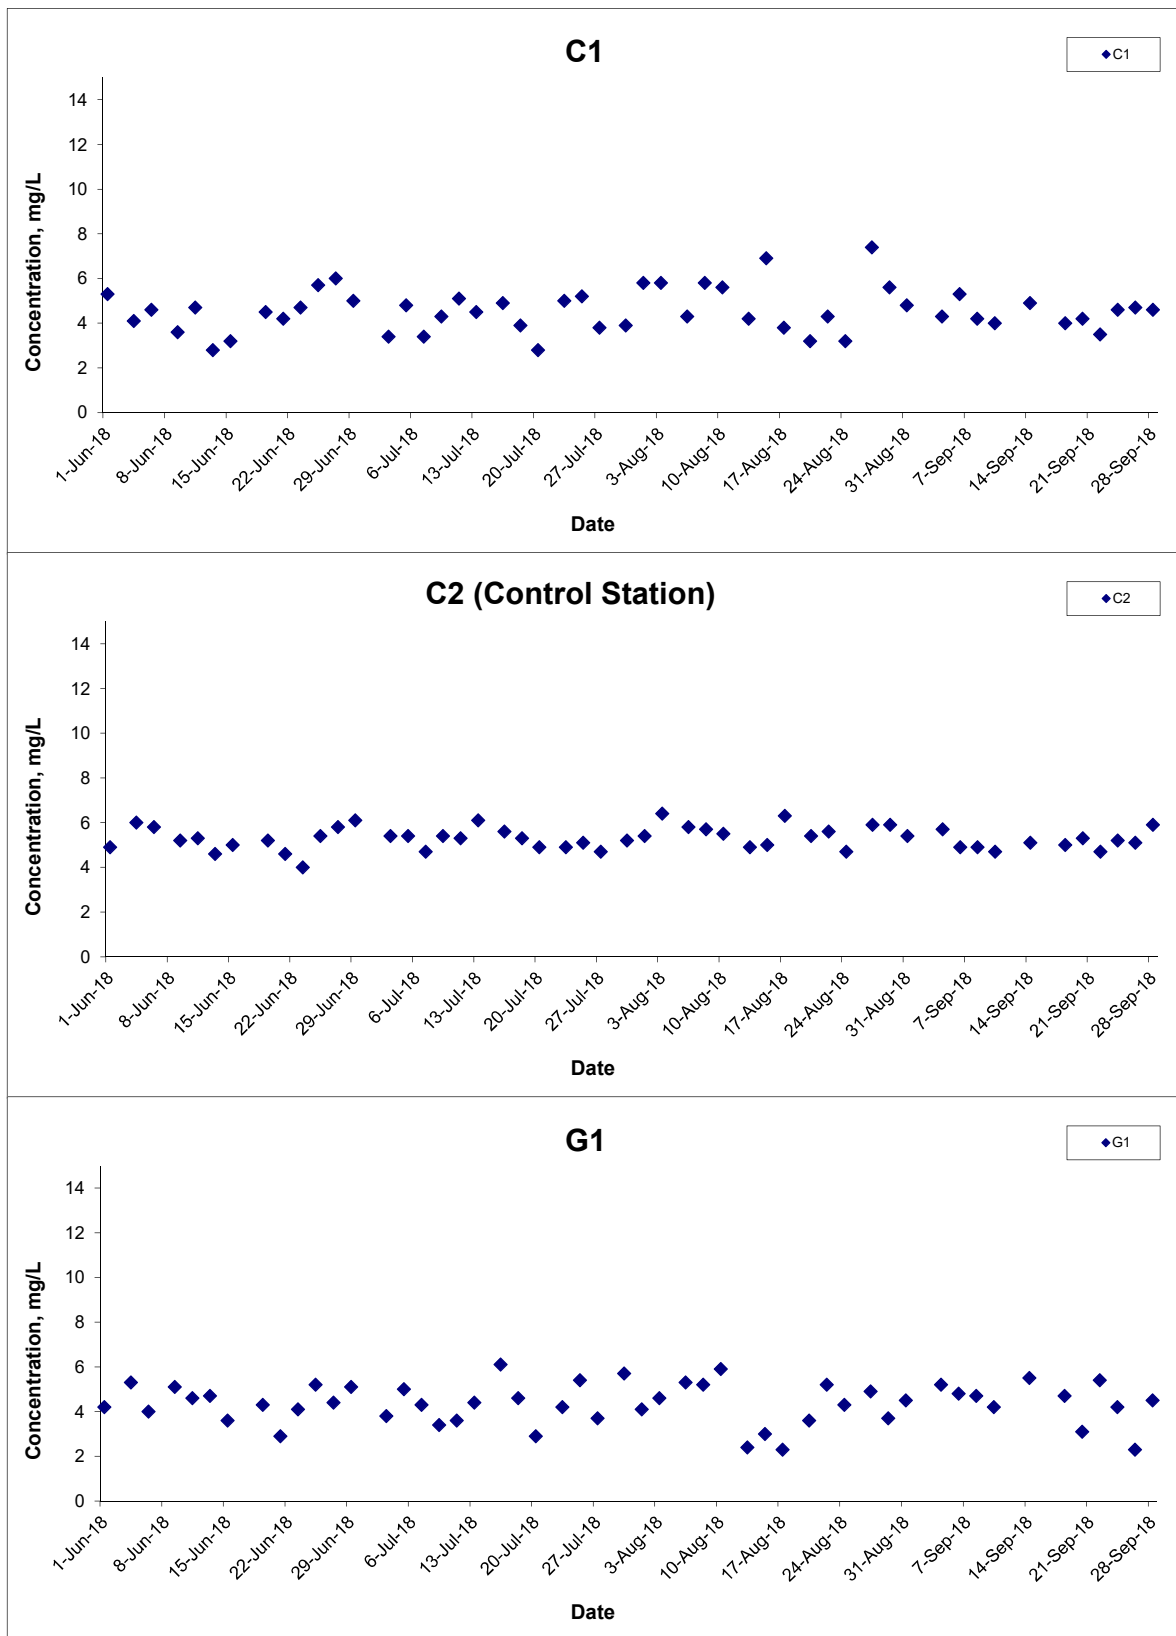 C1
C1
Concentration, mg/L
14
12
10
8
6
4
2
0
1-Jun-18
8-Jun-18
15-Jun-18
22-Jun-18
29-Jun-18
6-Jul-18
13-Jul-18
20-Jul-18
27-Jul-18
3-Aug-18
10-Aug-18
17-Aug-18
24-Aug-18
31-Aug-18
7-Sep-18
14-Sep-18
21-Sep-18
28-Sep-18
Date
C2 (Control Station)
C2
Concentration, mg/L
14
12
10
8
6
4
2
0
1-Jun-18
8-Jun-18
15-Jun-18
22-Jun-18
29-Jun-18
6-Jul-18
13-Jul-18
20-Jul-18
27-Jul-18
3-Aug-18
10-Aug-18
17-Aug-18
24-Aug-18
31-Aug-18
7-Sep-18
14-Sep-18
21-Sep-18
28-Sep-18
Date
G1
G1
Concentration, mg/L
14
12
10
8
6
4
2
0
1-Jun-18
8-Jun-18
15-Jun-18
22-Jun-18
29-Jun-18
6-Jul-18
13-Jul-18
20-Jul-18
27-Jul-18
3-Aug-18
10-Aug-18
17-Aug-18
24-Aug-18
31-Aug-18
7-Sep-18
14-Sep-18
21-Sep-18
28-Sep-18
Date